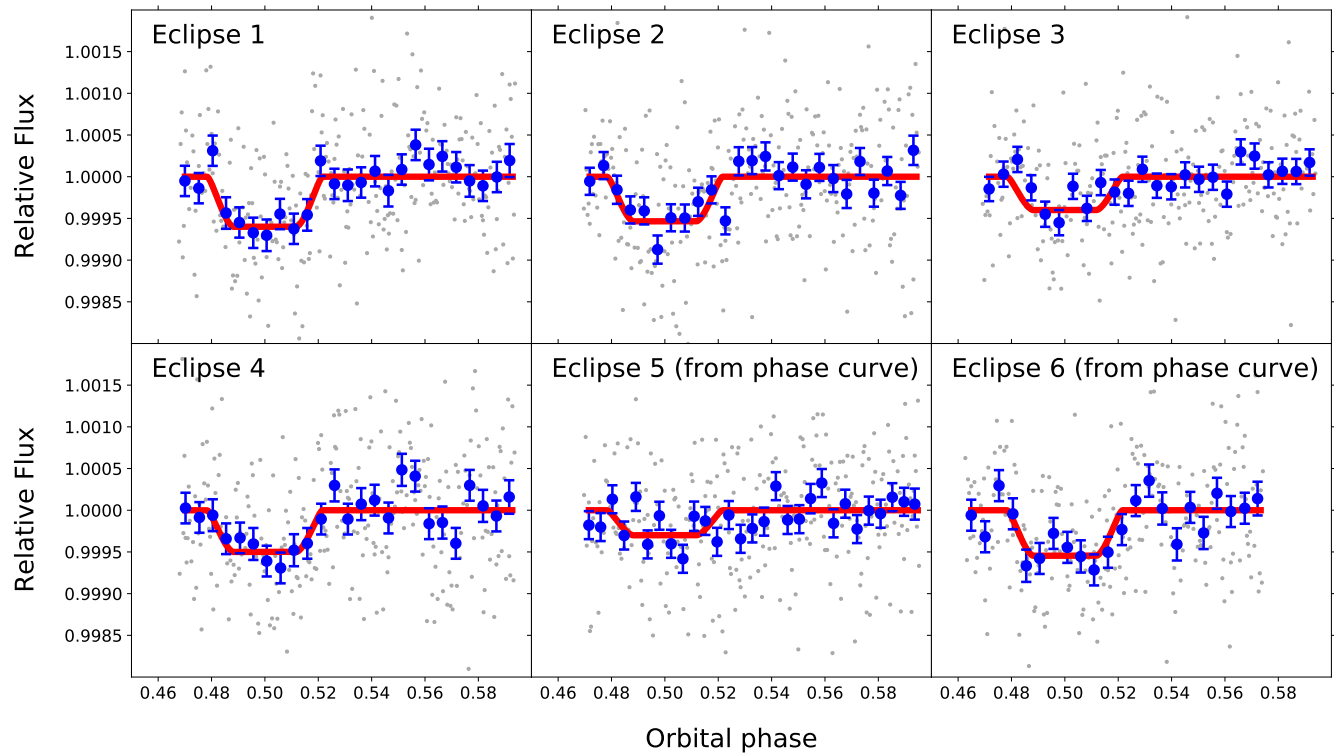 Eclipse 1
Eclipse 2
Eclipse 3
1.0015
1.0010
1.0005
1.0000
0.9995
0.9990
0.9985
Relative Flux
Eclipse 4
Eclipse 5 (from phase curve)
Eclipse 6 (from phase curve)
1.0015
1.0010
1.0005
1.0000
0.9995
0.9990
0.9985
Relative Flux
0.46 0.48 0.50 0.52 0.54 0.56 0.58
0.46 0.48 0.50 0.52 0.54 0.56 0.58
0.46 0.48 0.50 0.52 0.54 0.56 0.58
Orbital phase